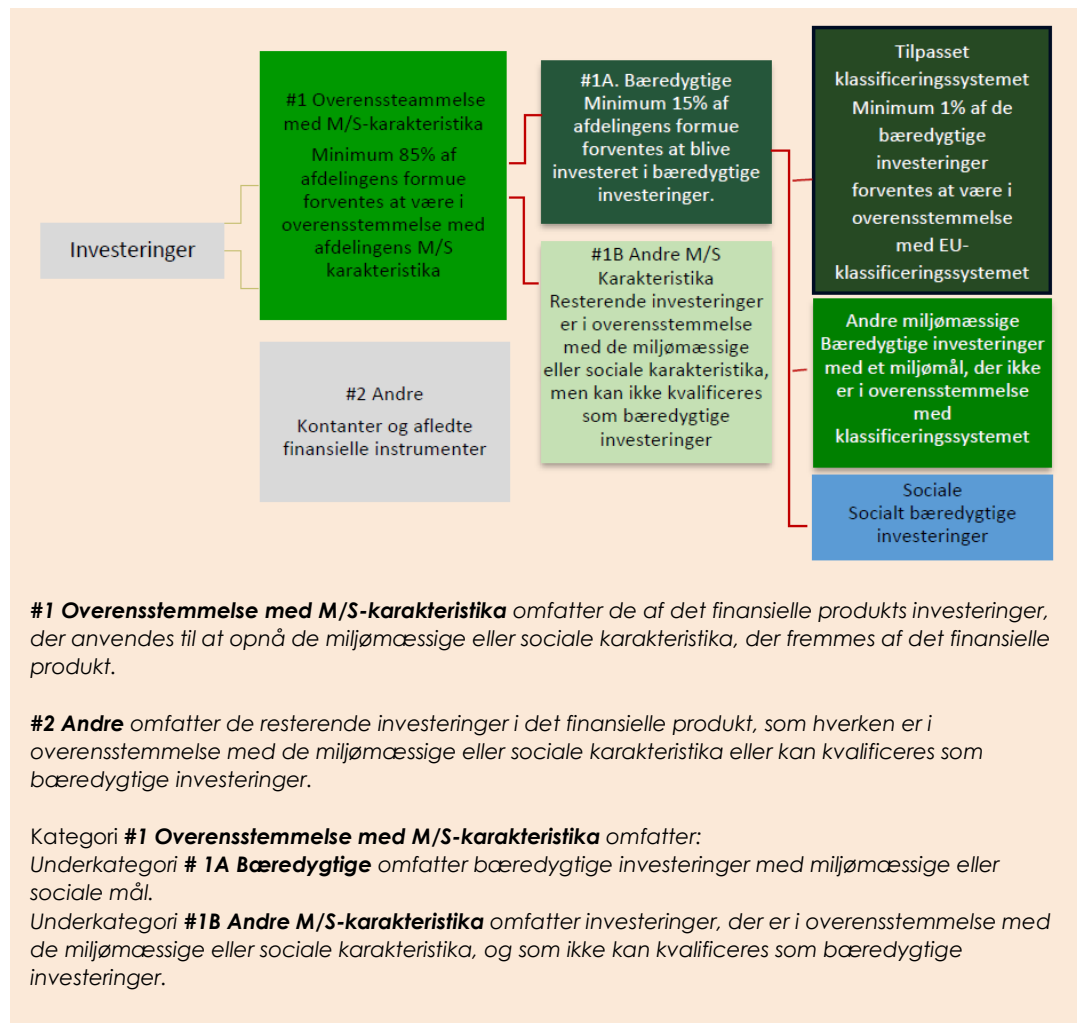 Investeringer
#1 Overenssteammelse
med M/S-karakteristika
Minimum 85% af
afdelingens formue
forventes at være i
overensstemmelse med
afdelingens M/S
karakteristika
#2 Andre
Kontanter og afledte
finansielle instrumenter
#1A. Bæredygtige
Minimum 15% af
afdelingens formue
forventes at blive
investeret i bæredygtige
investeringer.
#1B Andre M/S
Karakteristika
Resterende investeringer
er i overensstemmelse
med de miljømæssige
eller sociale karakteristika,
men kan ikke kvalificeres
som bæredygtige
investeringer
Tilpasset
klassificeringssystemet
Minimum 1% af de
bæredygtige
investeringer
forventes at være i
overensstemmelse
med EU-
klassificeringssystemet
Andre miljømæssige
Bæredygtige investeringer
med et miljømål, der ikke
er i overensstemmelse
med
klassificeringssystemet
Sociale
Socialt bæredygtige
investeringer
#1 Overensstemmelse med M/S-karakteristika omfatter de af det finansielle produkts investeringer,
der anvendes til at opnå de miljømæssige eller sociale karakteristika, der fremmes af det finansielle
produkt.
#2 Andre omfatter de resterende investeringer i det finansielle produkt, som hverken er i
overensstemmelse med de miljømæssige eller sociale karakteristika eller kan kvalificeres som
bæredygtige investeringer.
Kategori #1 Overensstemmelse med M/S-karakteristika omfatter:
Underkategori # 1A Bæredygtige omfatter bæredygtige investeringer med miljømæssige eller
sociale mål.
Underkategori #1B Andre M/S-karakteristika omfatter investeringer, der er i overensstemmelse med
de miljømæssige eller sociale karakteristika, og som ikke kan kvalificeres som bæredygtige
investeringer.